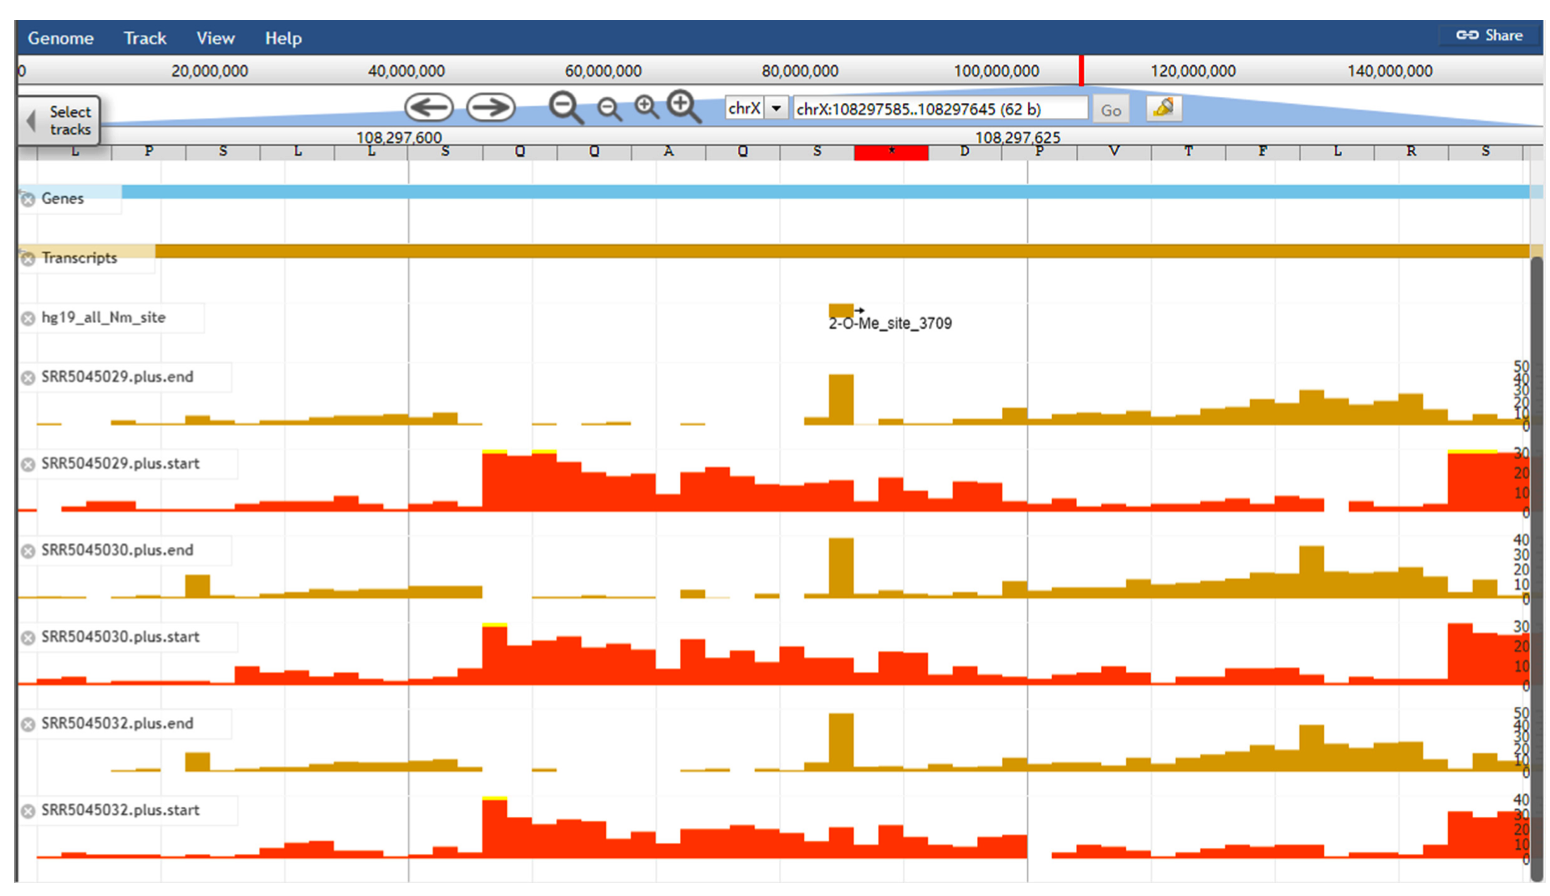 Genome Track View Help Share
0 20,000,000 40,000,000 60,000,000 80,000,000 100,000,000 120,000,000 140,000,000
Select
tracks
chrX chrX:108297585..108297645 (62 b) Go
108,297,600 108,297,625
L P S L L S Q Q A Q S * D P V T F L R S
Genes
Transcripts
hg19_all_Nm_site
2-O-Me_site_3709
SRR5045029.plus.end
50
40
30
20
10
0
SRR5045029.plus.start
30
20
10
0
SRR5045030.plus.end
40
30
20
10
0
SRR5045030.plus.start
30
20
10
0
SRR5045032.plus.end
50
40
30
20
10
0
SRR5045032.plus.start
40
30
20
10
0